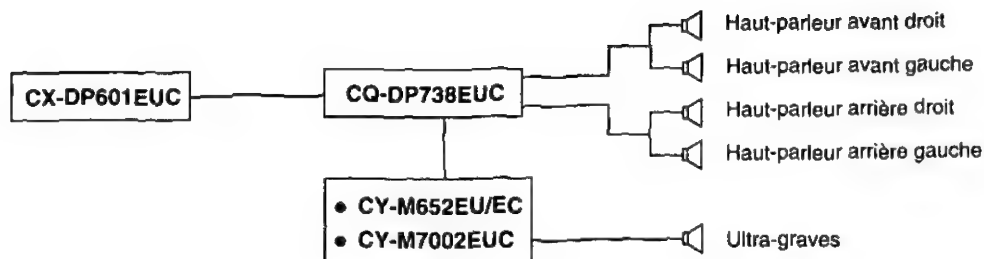 Haut-parleur avant droit
Haut-parleur avant gauche
CX-DP601EUC
CQ-DP738EUC
Haut-parleur arrière droit
Haut-parleur arrière gauche
• CY-M652EU/EC
• CY-M7002EUC
Ultra-graves